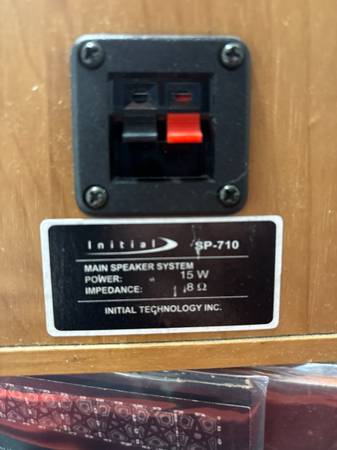 Initial SP-710
MAIN SPEAKER SYSTEM
POWER: 15 W
IMPEDANCE: 8 Ω
INITIAL TECHNOLOGY INC.